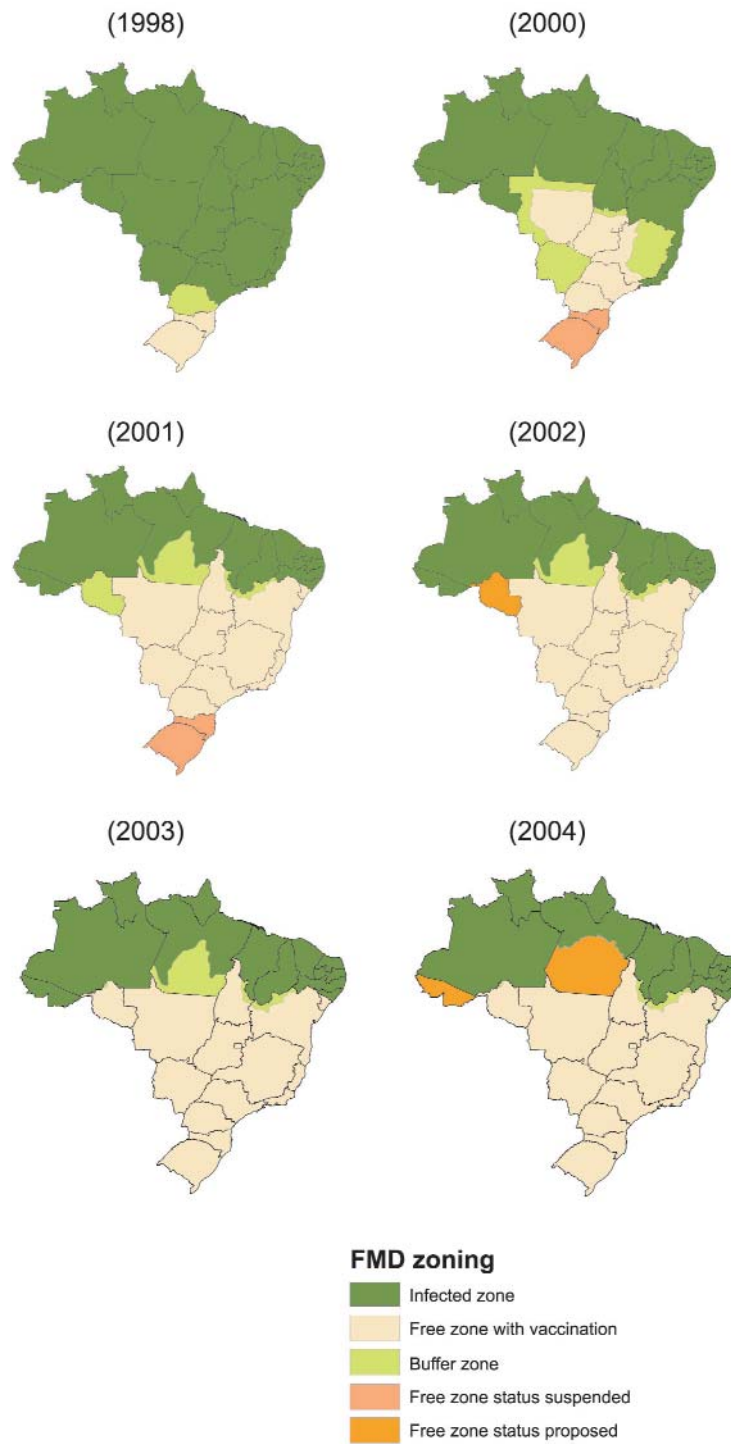 (1998)
(2000)
(2001)
(2002)
(2003)
(2004)
FMD zoning
Infected zone
Free zone with vaccination
Buffer zone
Free zone status suspended
Free zone status proposed